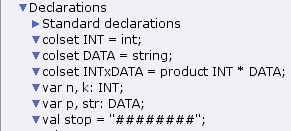 Declarations
Standard declarations
colset INT = int;
colset DATA = string;
colset INTxDATA = product INT * DATA;
var n, k: INT;
var p, str: DATA;
val stop = "########";